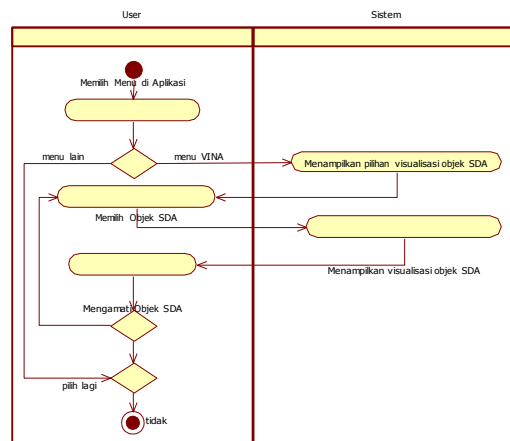 User
Sistem
Memilih Menu di Aplikasi
menu lain
menu VINA
Menampilkan pilihan visualisasi objek SDA
Memilih Objek SDA
Menampilkan visualisasi objek SDA
Mengamati Objek SDA
pilih lagi
tidak